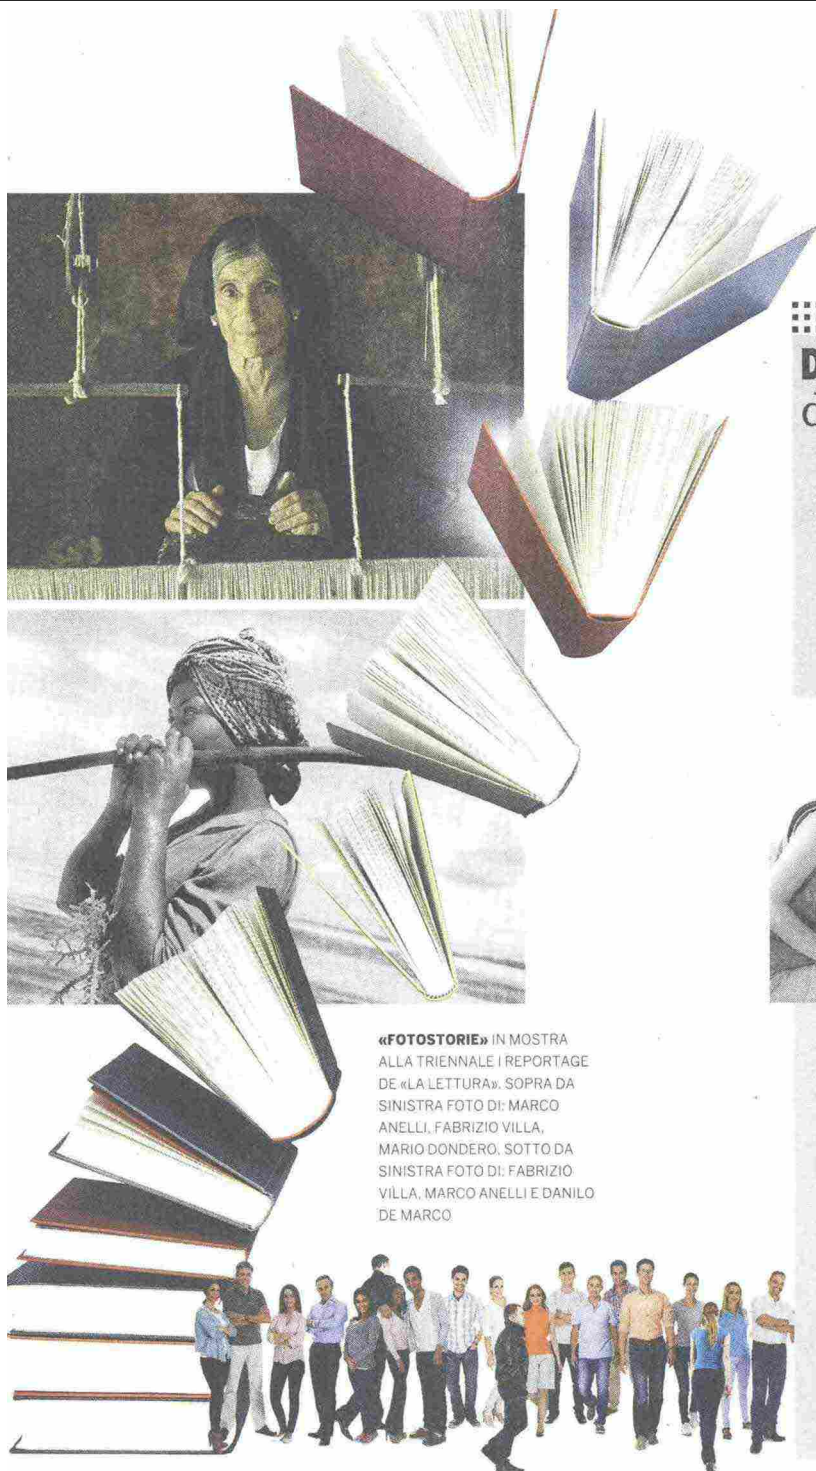 D
d
«FOTOSTORIE» IN MOSTRA
ALLA TRIENNALE I REPORTAGE
DE «LA LETTURA». SOPRA DA
SINISTRA FOTO DI: MARCO
ANELLI, FABRIZIO VILLA,
MARIO DONDERO. SOTTO DA
SINISTRA FOTO DI: FABRIZIO
VILLA, MARCO ANELLI E DANILO
DE MARCO